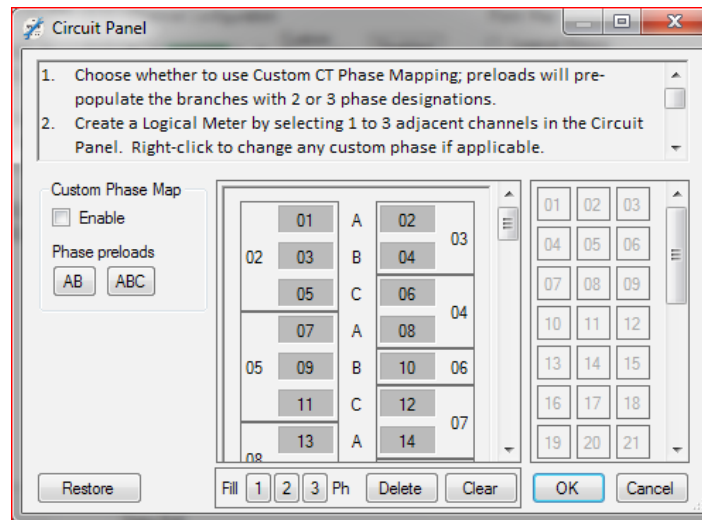 Circuit Panel
1. Choose whether to use Custom CT Phase Mapping; preloads will pre-
populate the branches with 2 or 3 phase designations.
2. Create a Logical Meter by selecting 1 to 3 adjacent channels in the Circuit
Panel. Right-click to change any custom phase if applicable.
Custom Phase Map
Enable
Phase preloads
AB ABC
01 A 02
02 03 B 04 03
05 C 06
07 A 08 04
05 09 B 10 06
11 C 12
13 A 14 07
08
01 02 03
04 05 06
07 08 09
10 11 12
13 14 15
16 17 18
19 20 21
Restore
Fill 1 2 3 Ph Delete Clear
OK Cancel